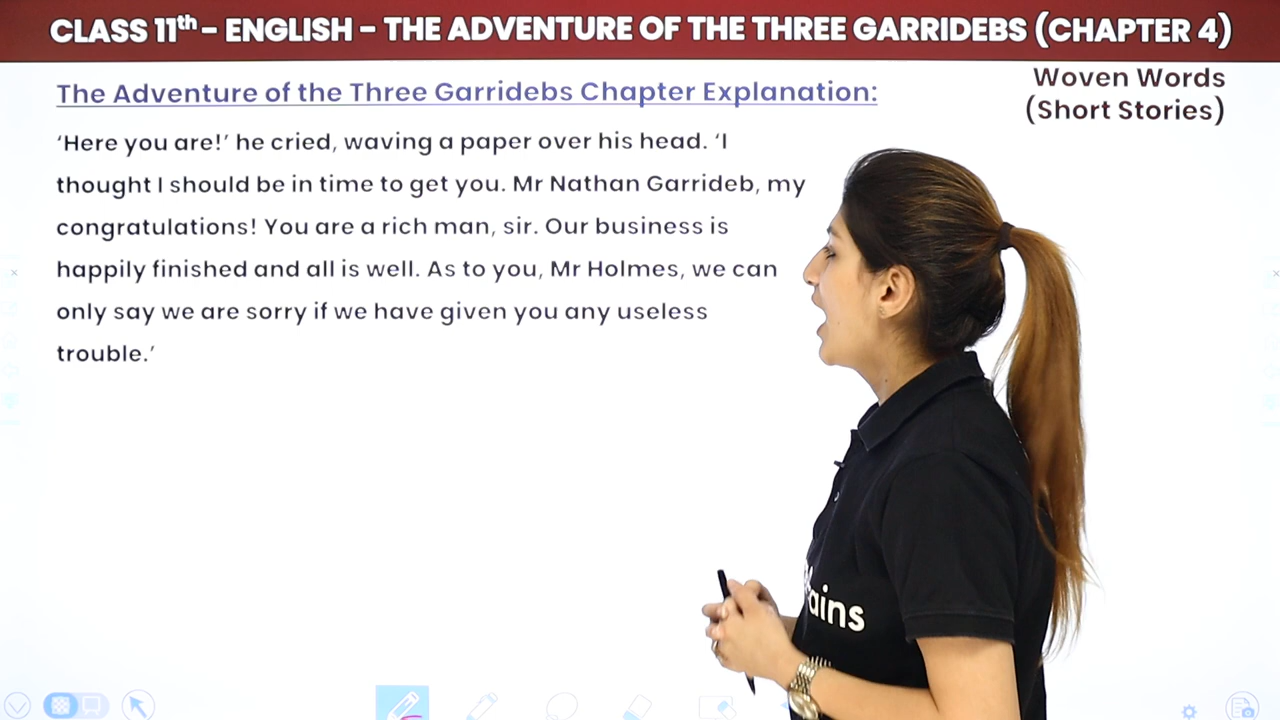 CLASS 11th - ENGLISH - THE ADVENTURE OF THE THREE GARRIDEBS (CHAPTER 4)
The Adventure of the Three Garridebs Chapter Explanation:
Woven Words
(Short Stories)
‘Here you are!’ he cried, waving a paper over his head. ‘I
thought I should be in time to get you. Mr Nathan Garrideb, my
congratulations! You are a rich man, sir. Our business is
happily finished and all is well. As to you, Mr Holmes, we can
only say we are sorry if we have given you any useless
trouble.’